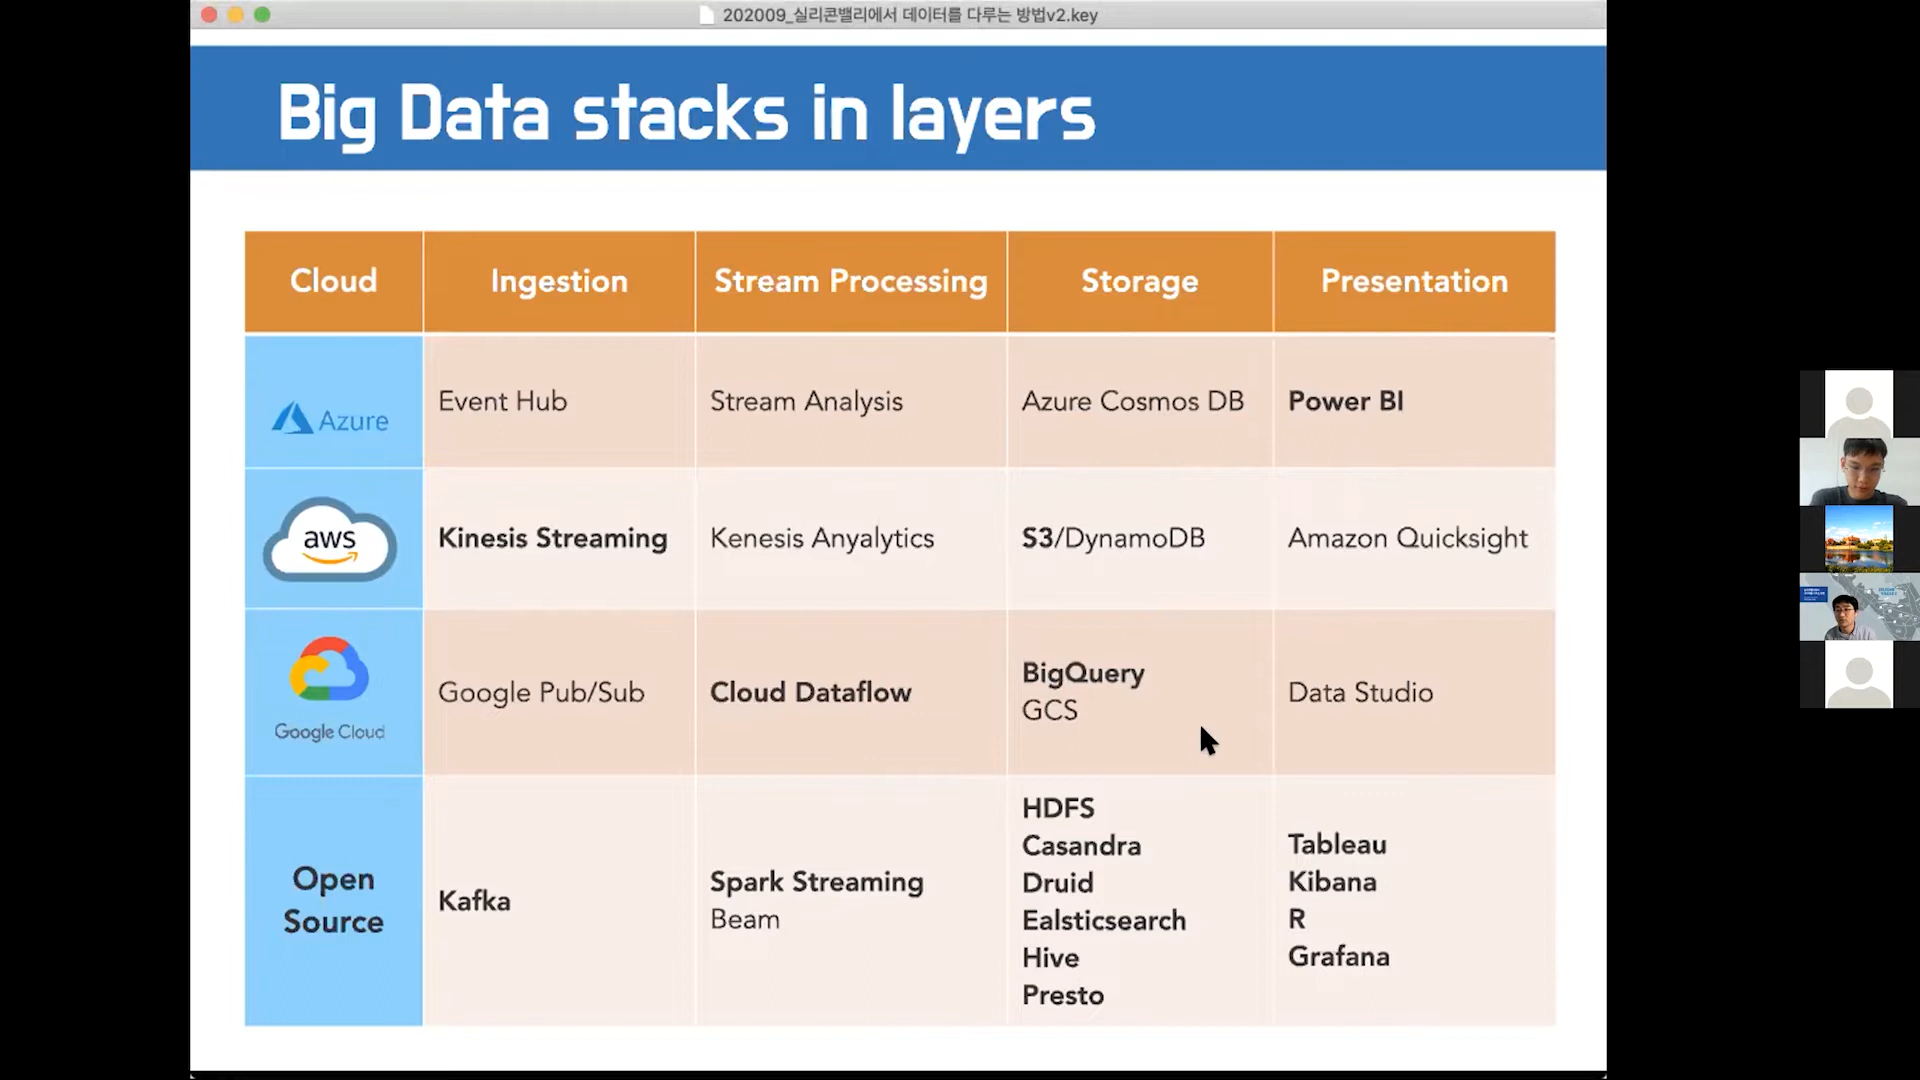 202009_실리콘밸리에서 데이터를 다루는 방법v2.key
Big Data stacks in layers
Cloud
Ingestion
Stream Processing
Storage
Presentation
Azure
Event Hub
Stream Analysis
Azure Cosmos DB
Power BI
aws
Kinesis Streaming
Kenesis Anyalytics
S3/DynamoDB
Amazon Quicksight
Google Cloud
Google Pub/Sub
Cloud Dataflow
BigQuery
GCS
Data Studio
Open
Source
Kafka
Spark Streaming
Beam
HDFS
Casandra
Druid
Ealsticsearch
Hive
Presto
Tableau
Kibana
R
Grafana